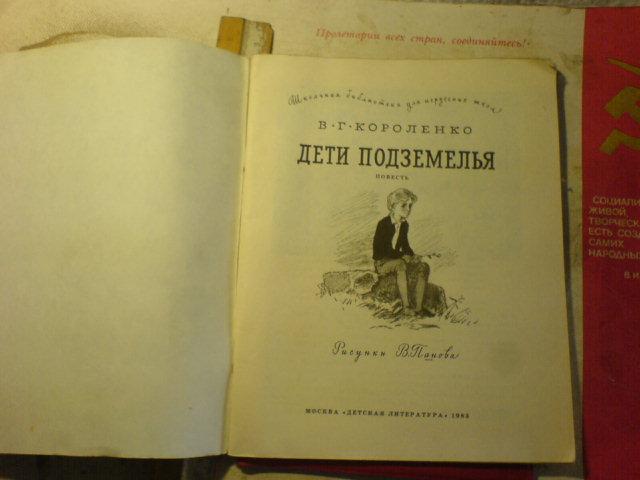 Пролетарии всех стран, соединяйтесь!
Школьная библиотека для нерусских школ
В·Г·КОРОЛЕНКО
ДЕТИ ПОДЗЕМЕЛЬЯ
ПОВЕСТЬ
Рисунки В. Панова
МОСКВА «ДЕТСКАЯ ЛИТЕРАТУРА» 1983
СОЦИАЛИ
ЖИВОЙ,
ТВОРЧЕСК
ЕСТЬ СОЗД
САМИХ
НАРОДНЫХ
В И